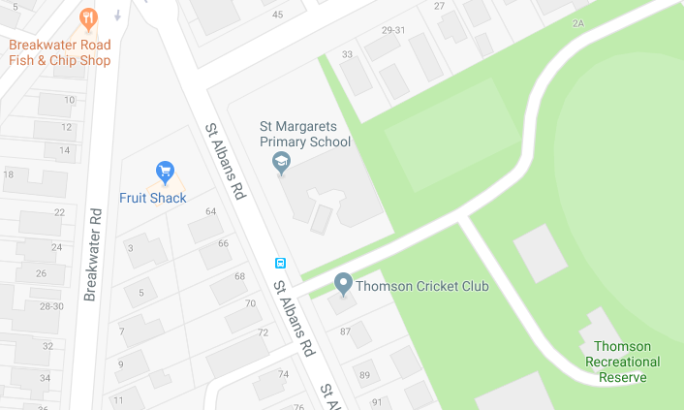 Breakwater Road
Fish & Chip Shop
45
27
29-31
33
2A
10
12
14
18
22
24
26
28-30
32
34
Breakwater Rd
St Albans Rd
St Margarets
Primary School
Fruit Shack
64
66
68
70
72
74
76
3
5
7
9
11
St Albans Rd
St Al
Thomson Cricket Club
87
89
91
Thomson
Recreational
Reserve